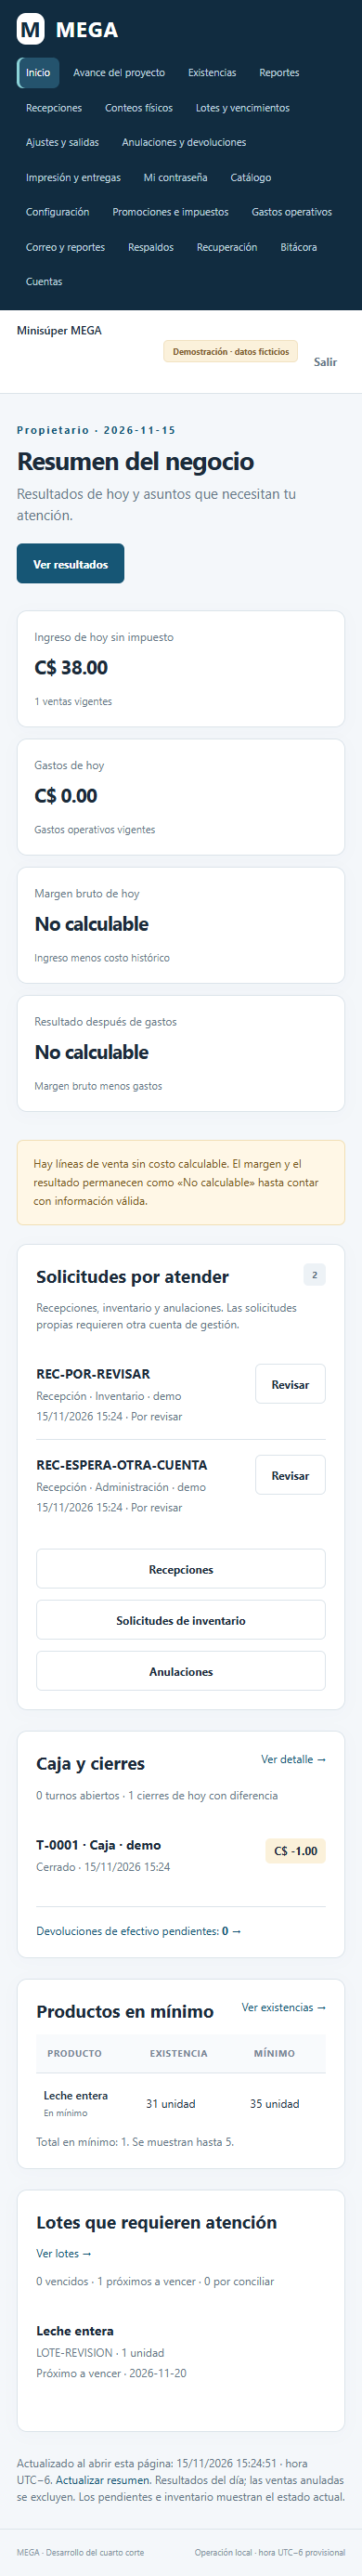 M MEGA
Inicio Avance del proyecto Existencias Reportes
Recepciones Conteos físicos Lotes y vencimientos
Ajustes y salidas Anulaciones y devoluciones
Impresión y entregas Mi contraseña Catálogo
Configuración Promociones e impuestos Gastos operativos
Correo y reportes Respaldos Recuperación Bitácora
Cuentas
Minisúper MEGA
Demostración · datos ficticios
Salir
Propietario · 2026-11-15
Resumen del negocio
Resultados de hoy y asuntos que necesitan tu
atención.
Ver resultados
Ingreso de hoy sin impuesto
C$ 38.00
1 ventas vigentes
Gastos de hoy
C$ 0.00
Gastos operativos vigentes
Margen bruto de hoy
No calculable
Ingreso menos costo histórico
Resultado después de gastos
No calculable
Margen bruto menos gastos
Hay líneas de venta sin costo calculable. El margen y el
resultado permanecen como «No calculable» hasta contar
con información válida.
Solicitudes por atender 2
Recepciones, inventario y anulaciones. Las solicitudes
propias requieren otra cuenta de gestión.
REC-POR-REVISAR
Recepción · Inventario · demo
15/11/2026 15:24 · Por revisar
Revisar
REC-ESPERA-OTRA-CUENTA
Recepción · Administración · demo
15/11/2026 15:24 · Por revisar
Revisar
Recepciones
Solicitudes de inventario
Anulaciones
Caja y cierres Ver detalle →
0 turnos abiertos · 1 cierres de hoy con diferencia
T-0001 · Caja · demo
Cerrado · 15/11/2026 15:24
C$ -1.00
Devoluciones de efectivo pendientes: 0 →
Productos en mínimo Ver existencias →
PRODUCTO EXISTENCIA MÍNIMO
Leche entera
En mínimo
31 unidad 35 unidad
Total en mínimo: 1. Se muestran hasta 5.
Lotes que requieren atención
Ver lotes →
0 vencidos · 1 próximos a vencer · 0 por conciliar
Leche entera
LOTE-REVISION · 1 unidad
Próximo a vencer · 2026-11-20
Actualizado al abrir esta página: 15/11/2026 15:24:51 · hora
UTC−6. Actualizar resumen. Resultados del día; las ventas anuladas
se excluyen. Los pendientes e inventario muestran el estado actual.
MEGA · Desarrollo del cuarto corte Operación local · hora UTC−6 provisional